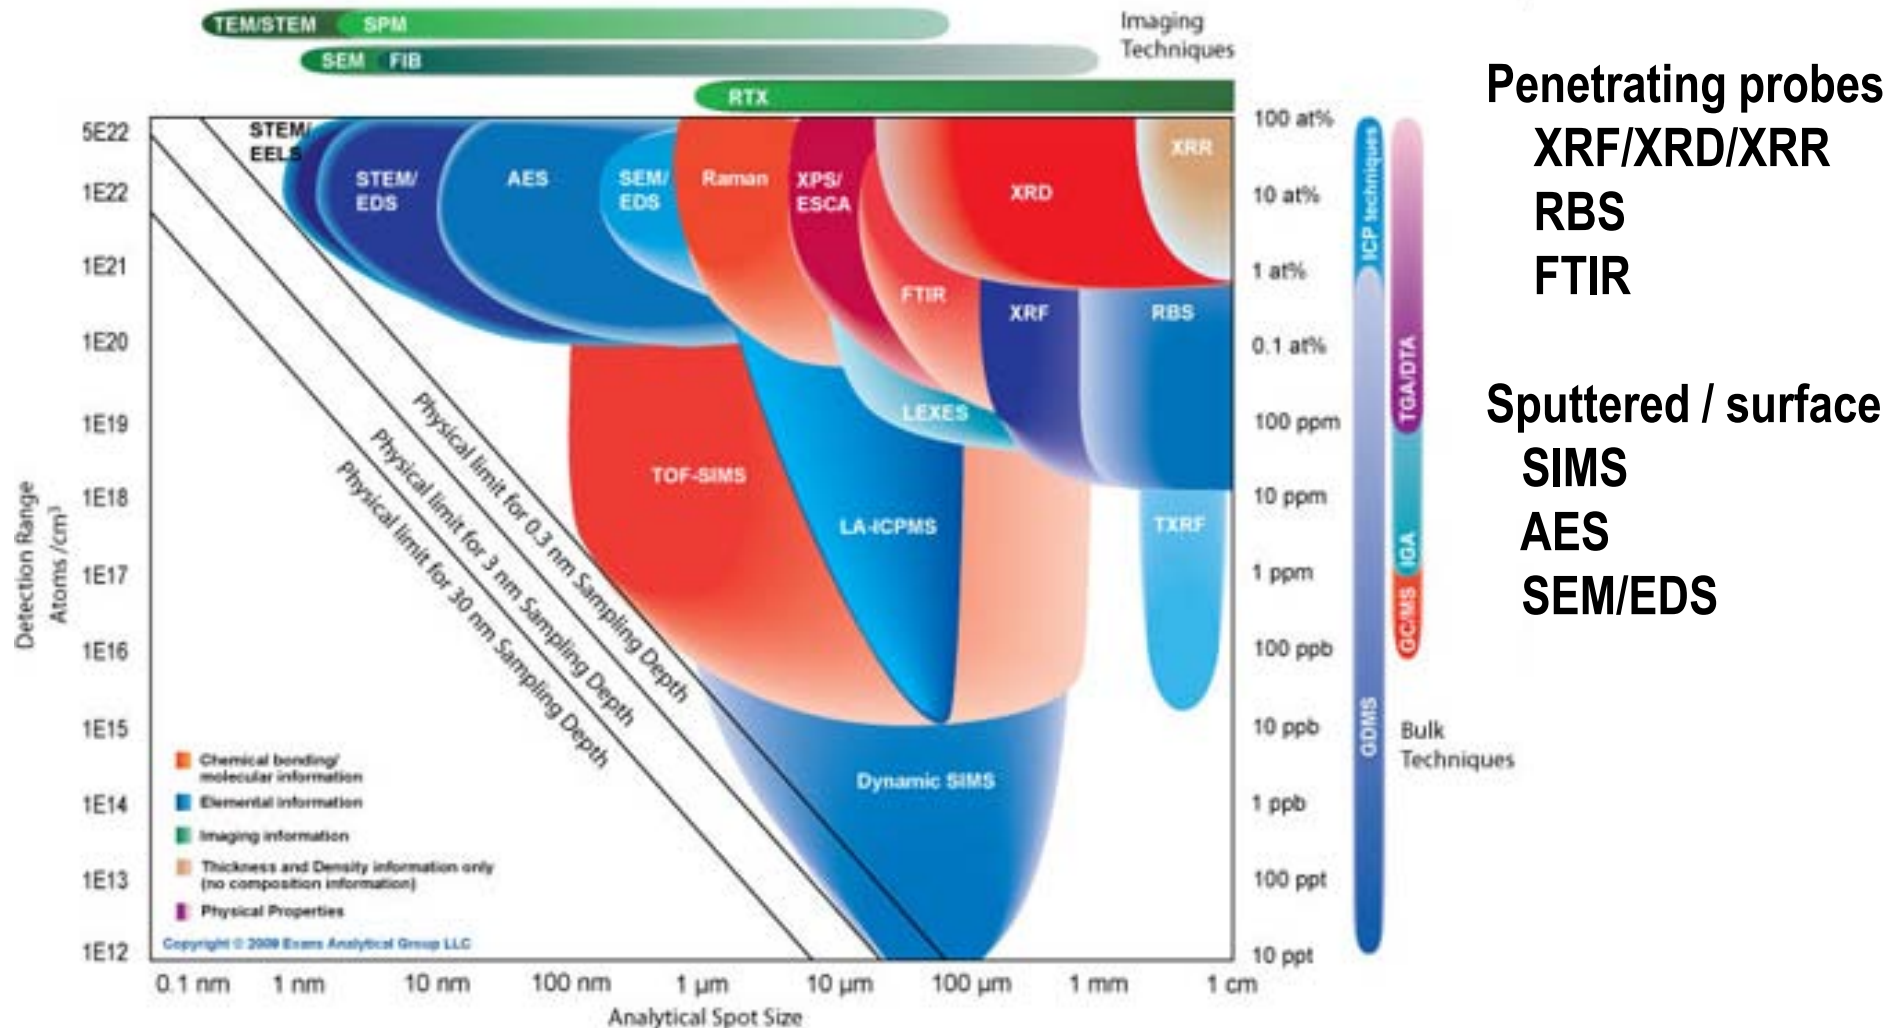 TEM/STEM SPM
Imaging
Techniques
SEM FIB
RTX
Penetrating probes
XRF/XRD/XRR
RBS
FTIR
Sputtered / surface
SIMS
AES
SEM/EDS
Detection Range
Atoms /cm³
5E22
1E22
1E21
1E20
1E19
1E18
1E17
1E16
1E15
1E14
1E13
1E12
STEM/
EELS
STEM/
EDS
AES
SEM/
EDS
Raman
XPS/
ESCA
XRD
XRR
FTIR
XRF
RBS
LEXES
TOF-SIMS
LA-ICPMS
TXRF
Dynamic SIMS
Physical limit for 0.3 nm Sampling Depth
Physical limit for 3 nm Sampling Depth
Physical limit for 30 nm Sampling Depth
Chemical bonding/
molecular information
Elemental information
Imaging information
Thickness and Density information only
(no composition information)
Physical Properties
Copyright © 2009 Evans Analytical Group LLC
100 at%
10 at%
1 at%
0.1 at%
100 ppm
10 ppm
1 ppm
100 ppb
10 ppb
1 ppb
100 ppt
10 ppt
ICP techniques
GDMS
TGA/DTA
IGA
GC/MS
Bulk
Techniques
0.1 nm
1 nm
10 nm
100 nm
1 µm
10 µm
100 µm
1 mm
1 cm
Analytical Spot Size